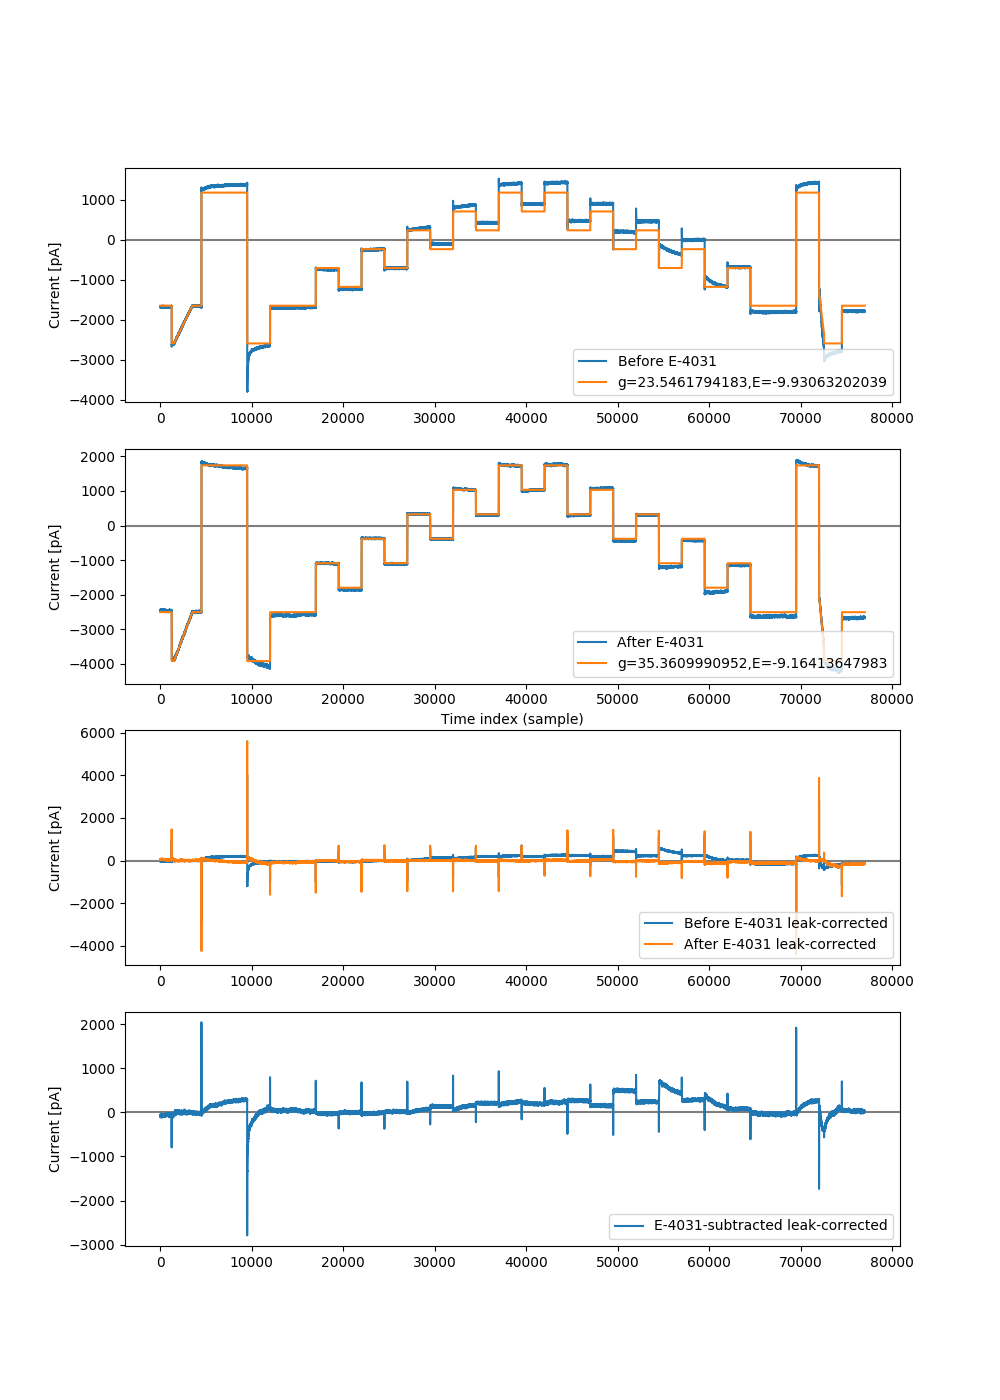 1000
0
−1000
−2000
−3000
−4000
Current [pA]
Before E-4031
g=23.5461794183,E=-9.93063202039
0 10000 20000 30000 40000 50000 60000 70000 80000
2000
1000
0
−1000
−2000
−3000
−4000
Current [pA]
After E-4031
g=35.3609990952,E=-9.16413647983
0 10000 20000 30000 40000 50000 60000 70000 80000
Time index (sample)
6000
4000
2000
0
−2000
−4000
Current [pA]
Before E-4031 leak-corrected
After E-4031 leak-corrected
0 10000 20000 30000 40000 50000 60000 70000 80000
2000
1000
0
−1000
−2000
−3000
Current [pA]
E-4031-subtracted leak-corrected
0 10000 20000 30000 40000 50000 60000 70000 80000